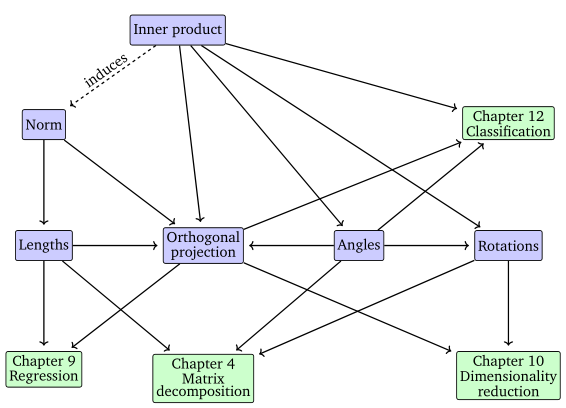 Inner product
induces
Norm
Chapter 12
Classification
Lengths
Orthogonal
projection
Angles
Rotations
Chapter 9
Regression
Chapter 4
Matrix
decomposition
Chapter 10
Dimensionality
reduction